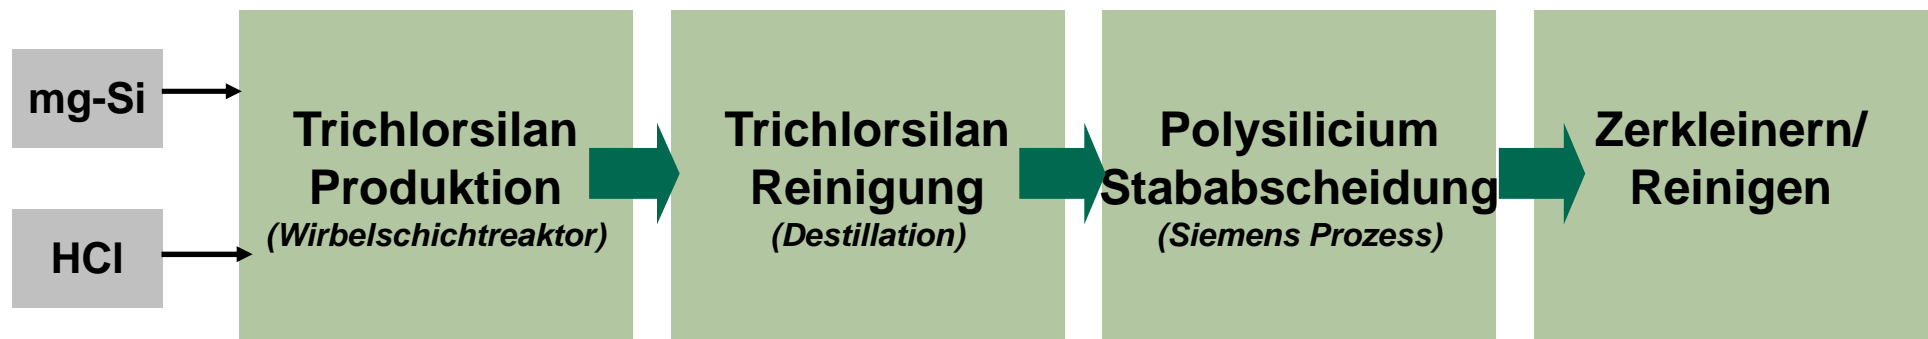 mg-Si
HCl
Trichlorsilan
Produktion
(Wirbelschichtreaktor)
Trichlorsilan
Reinigung
(Destillation)
Polysilicium
Stababscheidung
(Siemens Prozess)
Zerkleinern/
Reinigen